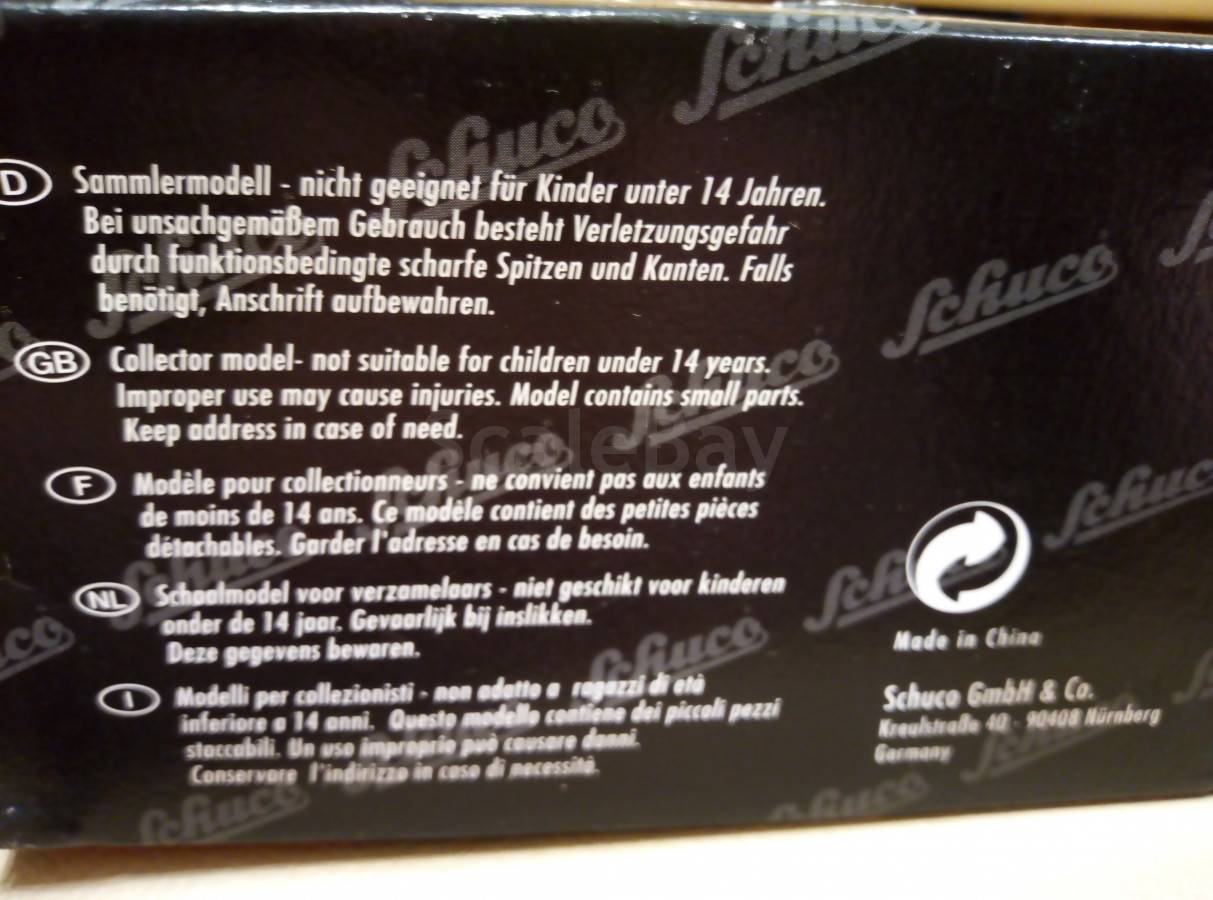 Schuco
Schuco
D Sammlermodell - nicht geeignet für Kinder unter 14 Jahren.
Bei unsachgemäßem Gebrauch besteht Verletzungsgefahr
durch funktionsbedingte scharfe Spitzen und Kanten. Falls
benötigt, Anschrift aufbewahren.
Schuco
GB Collector model- not suitable for children under 14 years.
Improper use may cause injuries. Model contains small parts.
Keep address in case of need.
Schuco
ScaleBay
Schuco
F Modèle pour collectionneurs - ne convient pas aux enfants
de moins de 14 ans. Ce modèle contient des petites pièces
détachables. Garder l'adresse en cas de besoin.
Schuco
NL Schaalmodel voor verzamelaars - niet geschikt voor kinderen
onder de 14 jaar. Gevaarlijk bij inslikken.
Deze gegevens bewaren.
Schuco
I Modelli per collezionisti - non adatto a ragazzi di età
inferiore a 14 anni. Questo modello contiene dei piccoli pezzi
staccabili. Un uso improprio può causare danni.
Conservare l'indirizzo in caso di necessità.
Made in China
Schuco GmbH & Co.
Kreulstraße 40 - 90408 Nürnberg
Germany
Schuco
Schuco